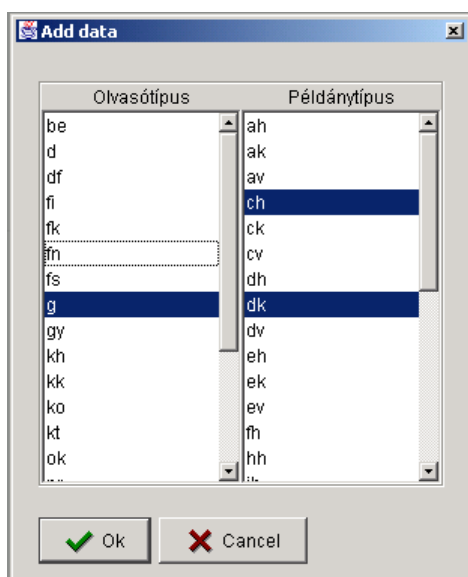 Add data
Olvasótípus
Példánytípus
be
d
df
fi
fk
fn
fs
g
gy
kh
kk
ko
kt
ok
ah
ak
av
ch
ck
cv
dh
dk
dv
eh
ek
ev
fh
hh
Ok
Cancel